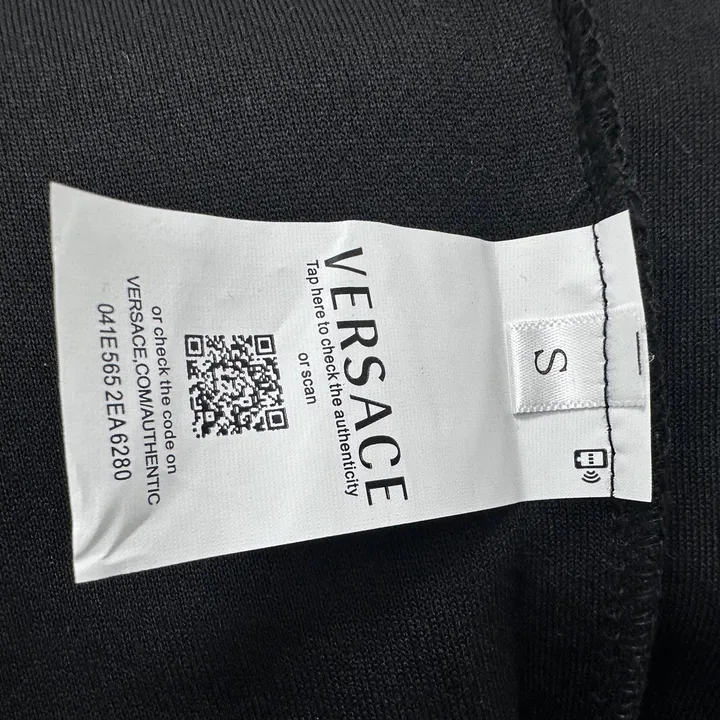 S
VERSACE
Tap here to check the authenticity
or scan
or check the code on
VERSACE.COM/AUTHENTIC
041E565 2EA6280